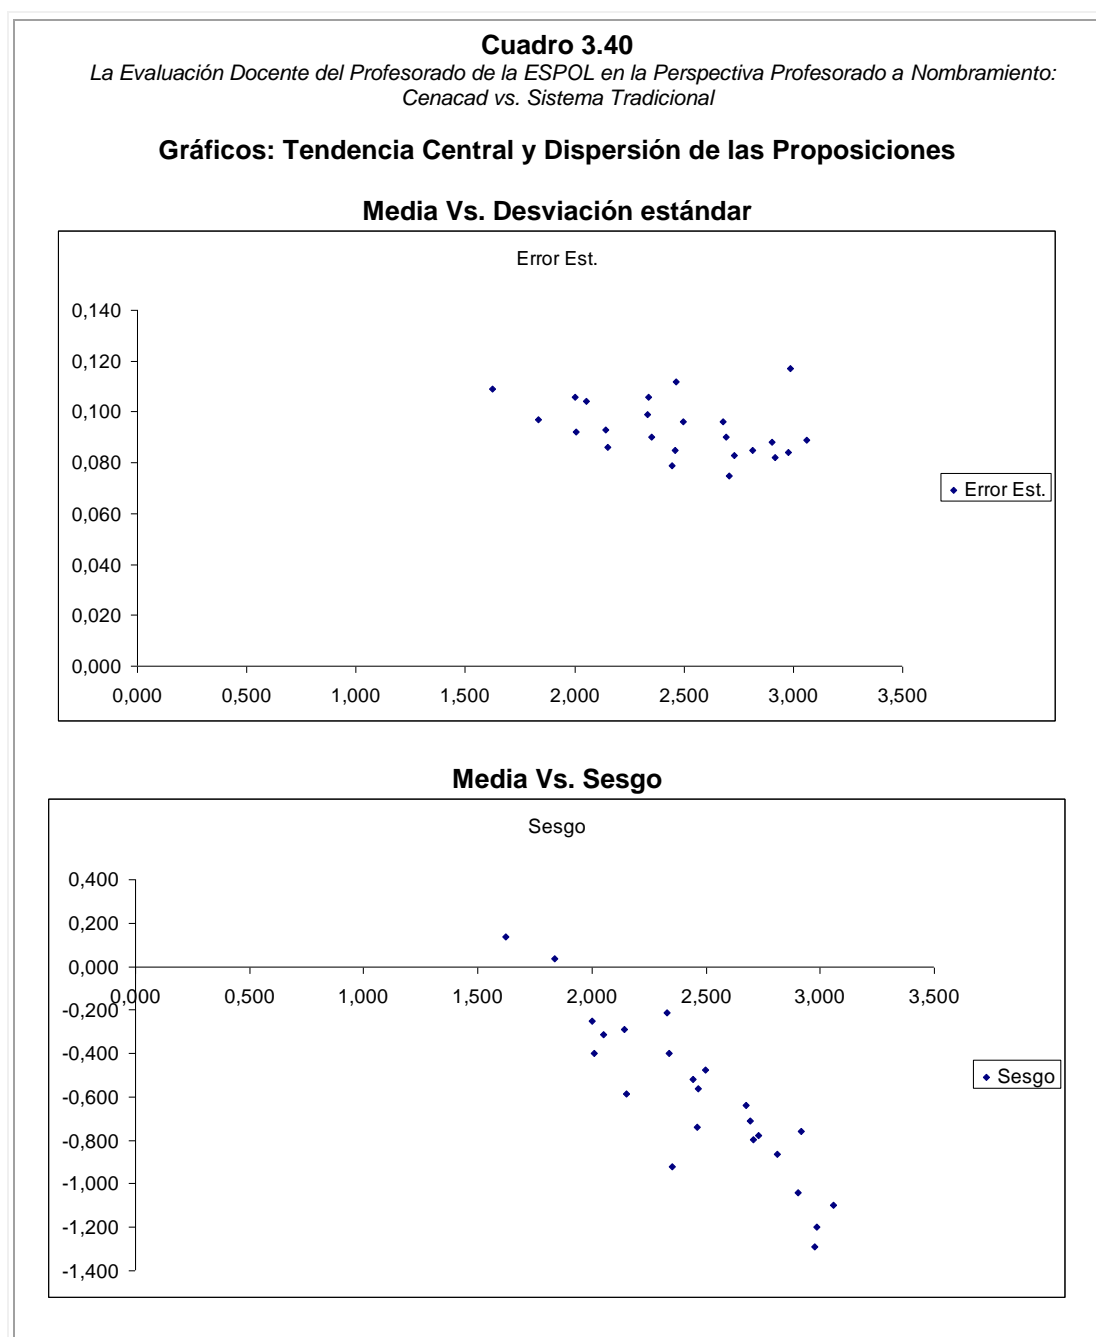 Cuadro 3.40
La Evaluación Docente del Profesorado de la ESPOL en la Perspectiva Profesorado a Nombramiento:
Cenacad vs. Sistema Tradicional
Gráficos: Tendencia Central y Dispersión de las Proposiciones
Media Vs. Desviación estándar
Error Est.
0,140
0,120
0,100
0,080
0,060
0,040
0,020
0,000
0,000 0,500 1,000 1,500 2,000 2,500 3,000 3,500
Error Est.
Media Vs. Sesgo
Sesgo
0,400
0,200
0,000
0,000 0,500 1,000 1,500 2,000 2,500 3,000 3,500
-0,200
-0,400
-0,600
-0,800
-1,000
-1,200
-1,400
Sesgo